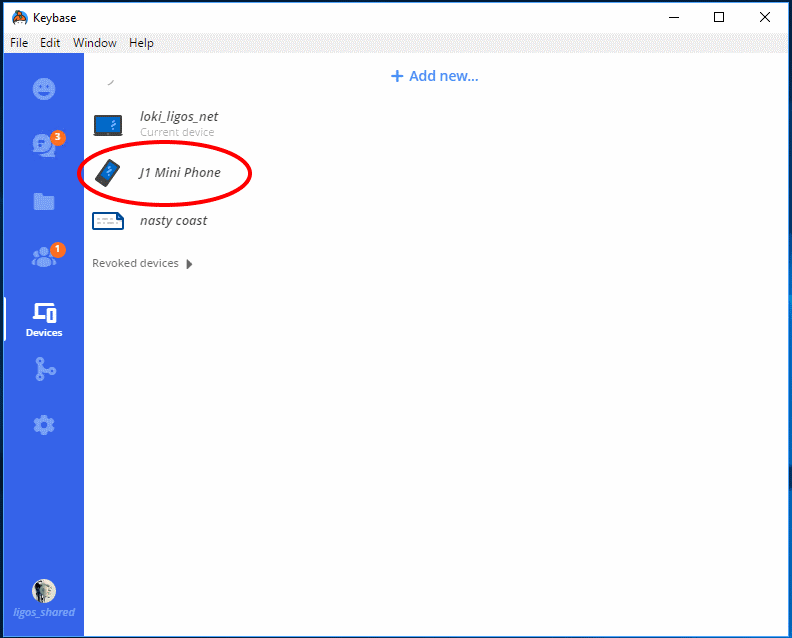 Keybase
File Edit Window Help
+ Add new...
loki_ligos_net
Current device
3
J1 Mini Phone
nasty coast
1
Revoked devices
Devices
ligos_shared